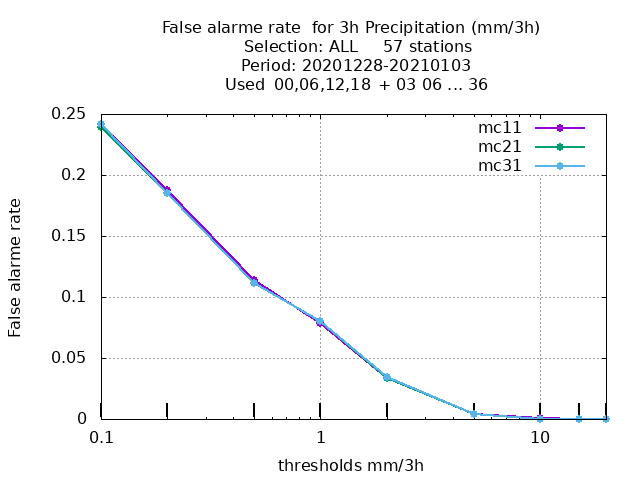 False alarme rate  for 3h Precipitation (mm/3h)
Selection: ALL     57 stations
Period: 20201228-20210103
Used  00,06,12,18  + 03 06 ... 36
0.25
mc11
mc21
mc31
0.2
0.15
False alarme rate
0.1
0.05
0
0.1
1
10
thresholds mm/3h